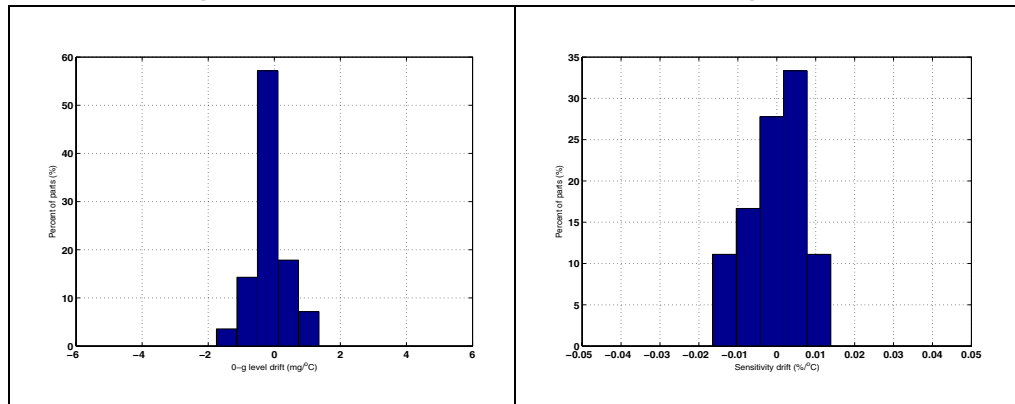 60
50
40
30
20
10
0
Percent of parts (%)
−6 −4 −2 0 2 4 6
0−g level drift (mg/°C)
35
30
25
20
15
10
5
0
Percent of parts (%)
−0.05 −0.04 −0.03 −0.02 −0.01 0 0.01 0.02 0.03 0.04 0.05
Sensitivity drift (%/°C)